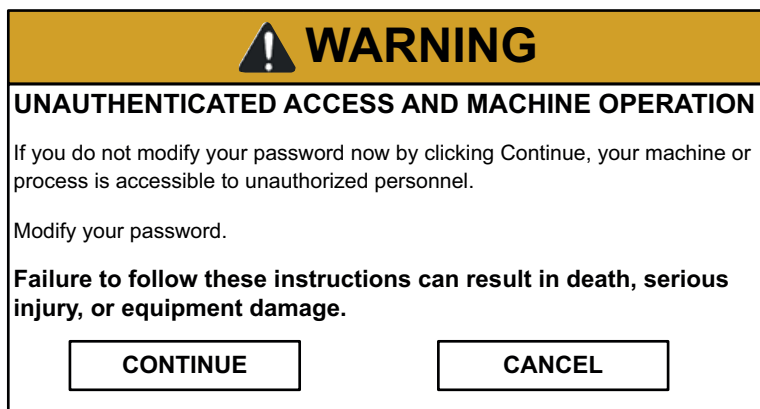 WARNING
UNAUTHENTICATED ACCESS AND MACHINE OPERATION
If you do not modify your password now by clicking Continue, your machine or
process is accessible to unauthorized personnel.
Modify your password.
Failure to follow these instructions can result in death, serious
injury, or equipment damage.
CONTINUE
CANCEL